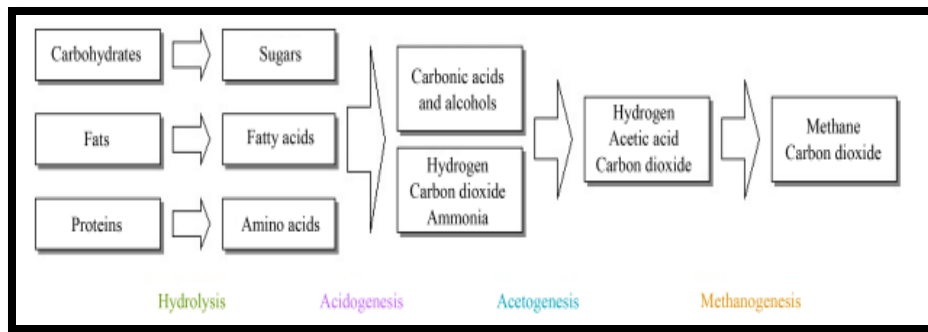 Carbohydrates
Sugars
Fats
Fatty acids
Proteins
Amino acids
Carbonic acids
and alcohols
Hydrogen
Carbon dioxide
Ammonia
Hydrogen
Acetic acid
Carbon dioxide
Methane
Carbon dioxide
Hydrolysis
Acidogenesis
Acetogenesis
Methanogenesis